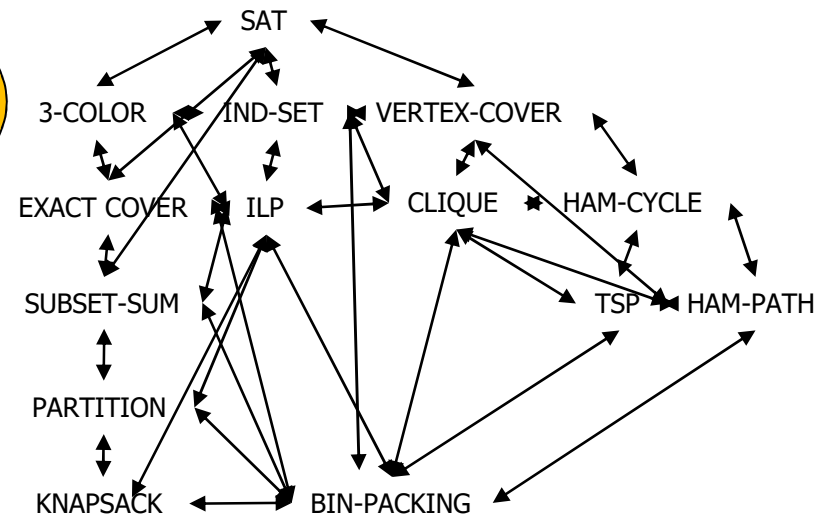 SAT
3-COLOR IND-SET VERTEX-COVER
EXACT COVER ILP CLIQUE HAM-CYCLE
SUBSET-SUM TSP HAM-PATH
PARTITION
KNAPSACK BIN-PACKING